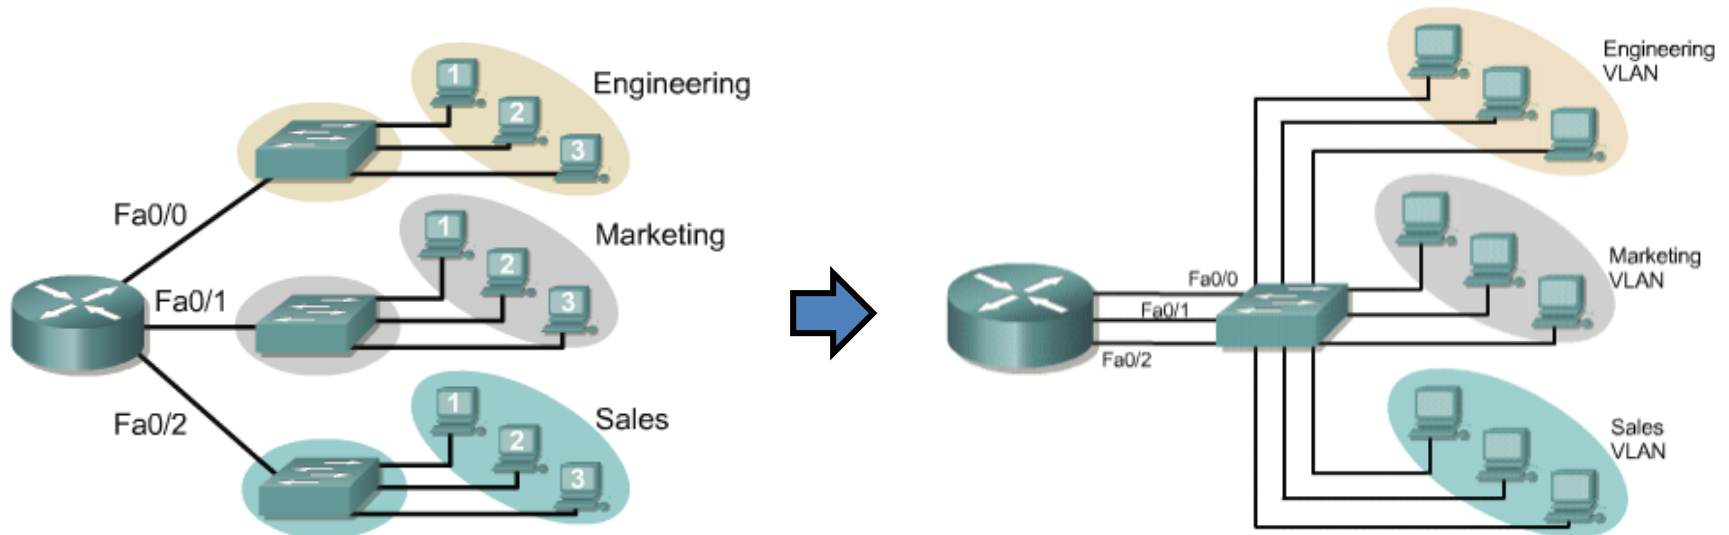 1
2
3
Engineering
Fa0/0
1
2
3
Marketing
Fa0/1
1
2
3
Sales
Fa0/2
Engineering
VLAN
Marketing
VLAN
Fa0/0
Fa0/1
Fa0/2
Sales
VLAN